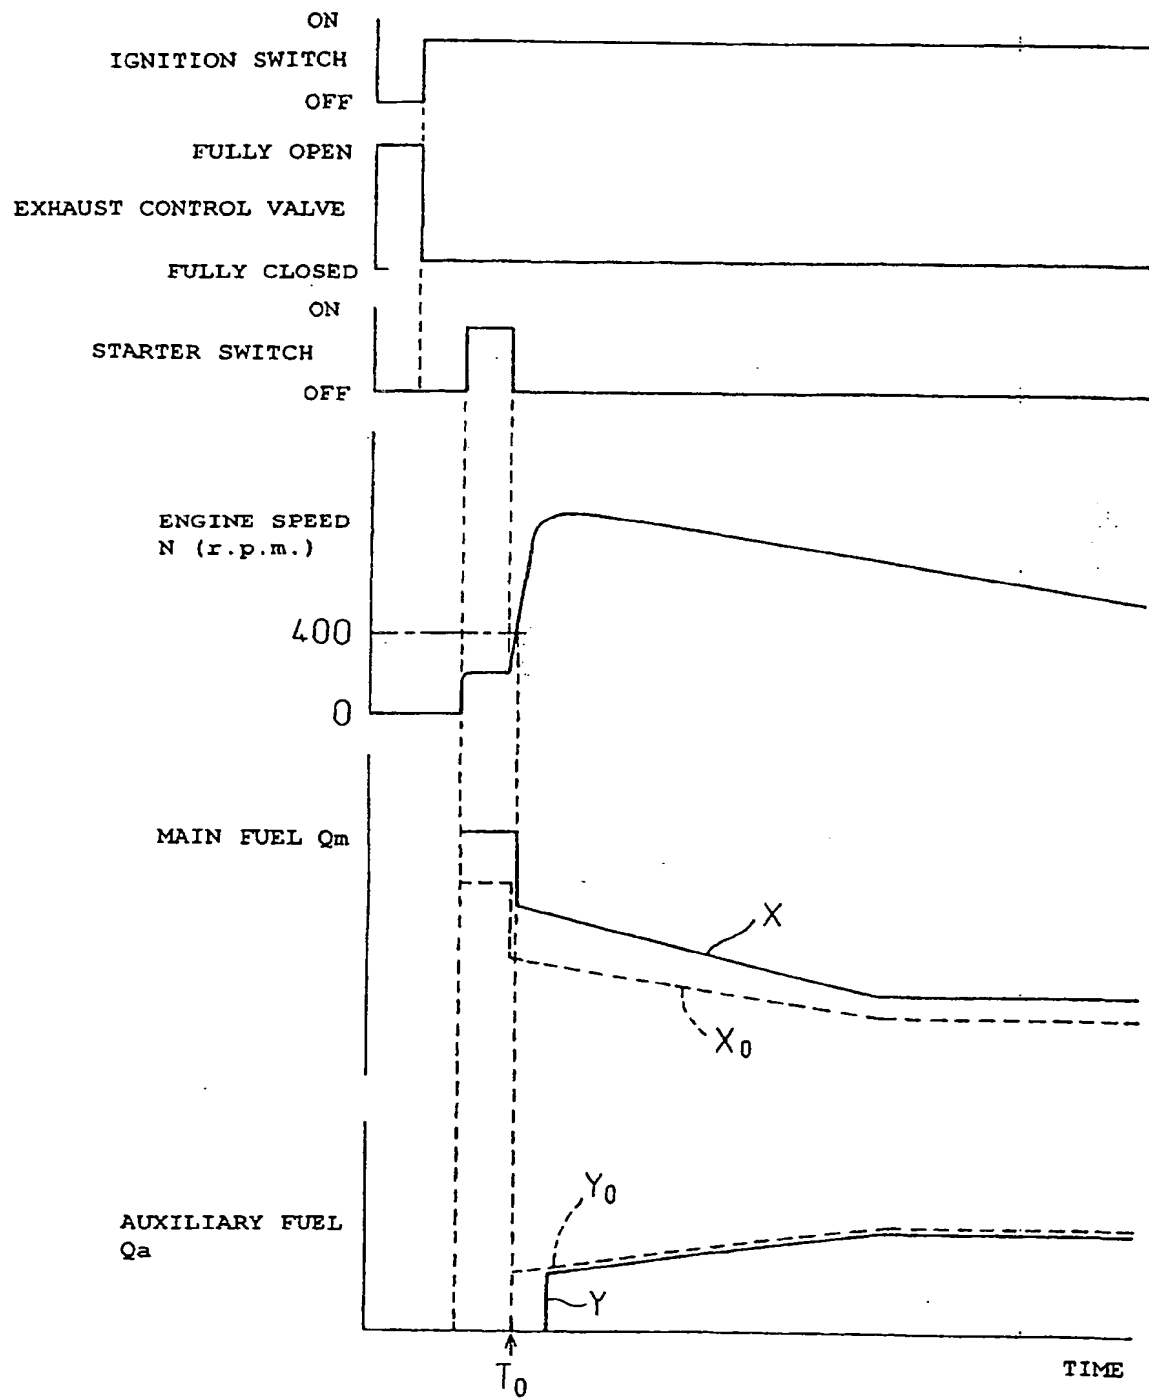 ON
IGNITION SWITCH
OFF
FULLY OPEN
EXHAUST CONTROL VALVE
FULLY CLOSED
ON
STARTER SWITCH
OFF
ENGINE SPEED
N (r.p.m.)
400
0
MAIN FUEL Qm
X
X0
Y0
AUXILIARY FUEL
Qa
Y
T0
TIME